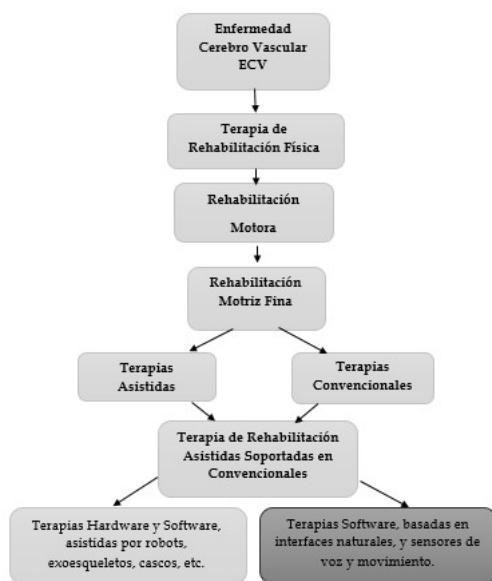 Enfermedad
Cerebro Vascular
ECV
Terapia de
Rehabilitación Física
Rehabilitación
Motora
Rehabilitación
Motriz Fina
Terapias
Asistidas
Terapias
Convencionales
Terapia de Rehabilitación
Asistidas Soportadas en
Convencionales
Terapias Hardware y Software,
asistidas por robots,
exoesqueletos, cascos, etc.
Terapias Software, basadas en
interfaces naturales, y sensores de
voz y movimiento.